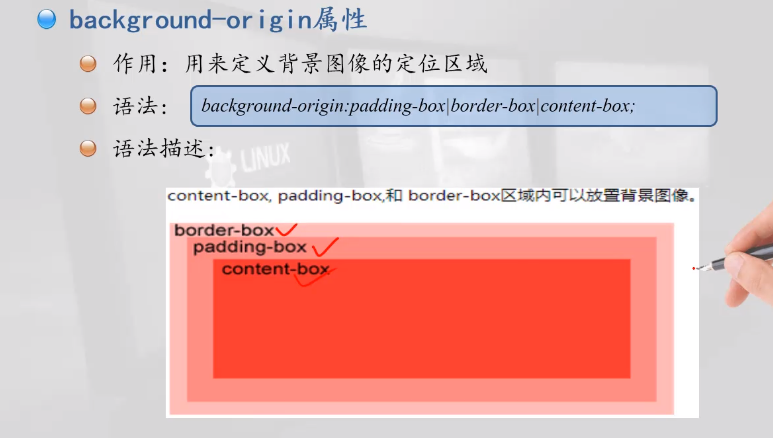 background-origin属性
作用：用来定义背景图像的定位区域
语法：
background-origin:padding-box|border-box|content-box;
语法描述：
LINUX
content-box, padding-box,和 border-box区域内可以放置背景图像。
border-box
padding-box
content-box